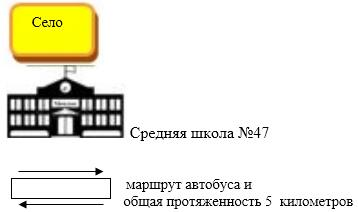 Село
Средняя школа №47
маршрут автобуса и
общая протяженность 5 километров